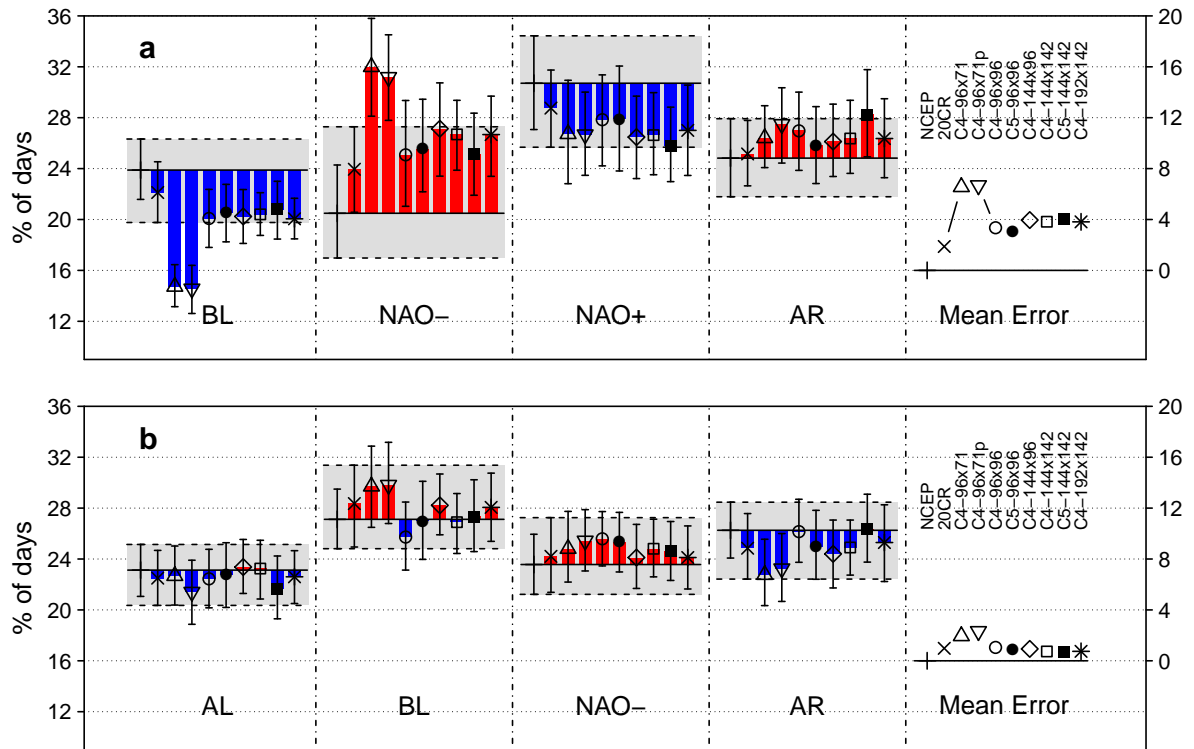 a
% of days
36
32
28
24
20
16
12
20
16
12
8
4
0
NCEP
20CR
C4−96x71
C4−96x71p
C4−96x96
C5−96x96
C4−144x96
C4−144x142
C5−144x142
C4−192x142
BL NAO− NAO+ AR Mean Error
b
% of days
36
32
28
24
20
16
12
20
16
12
8
4
0
NCEP
20CR
C4−96x71
C4−96x71p
C4−96x96
C5−96x96
C4−144x96
C4−144x142
C5−144x142
C4−192x142
AL BL NAO− AR Mean Error